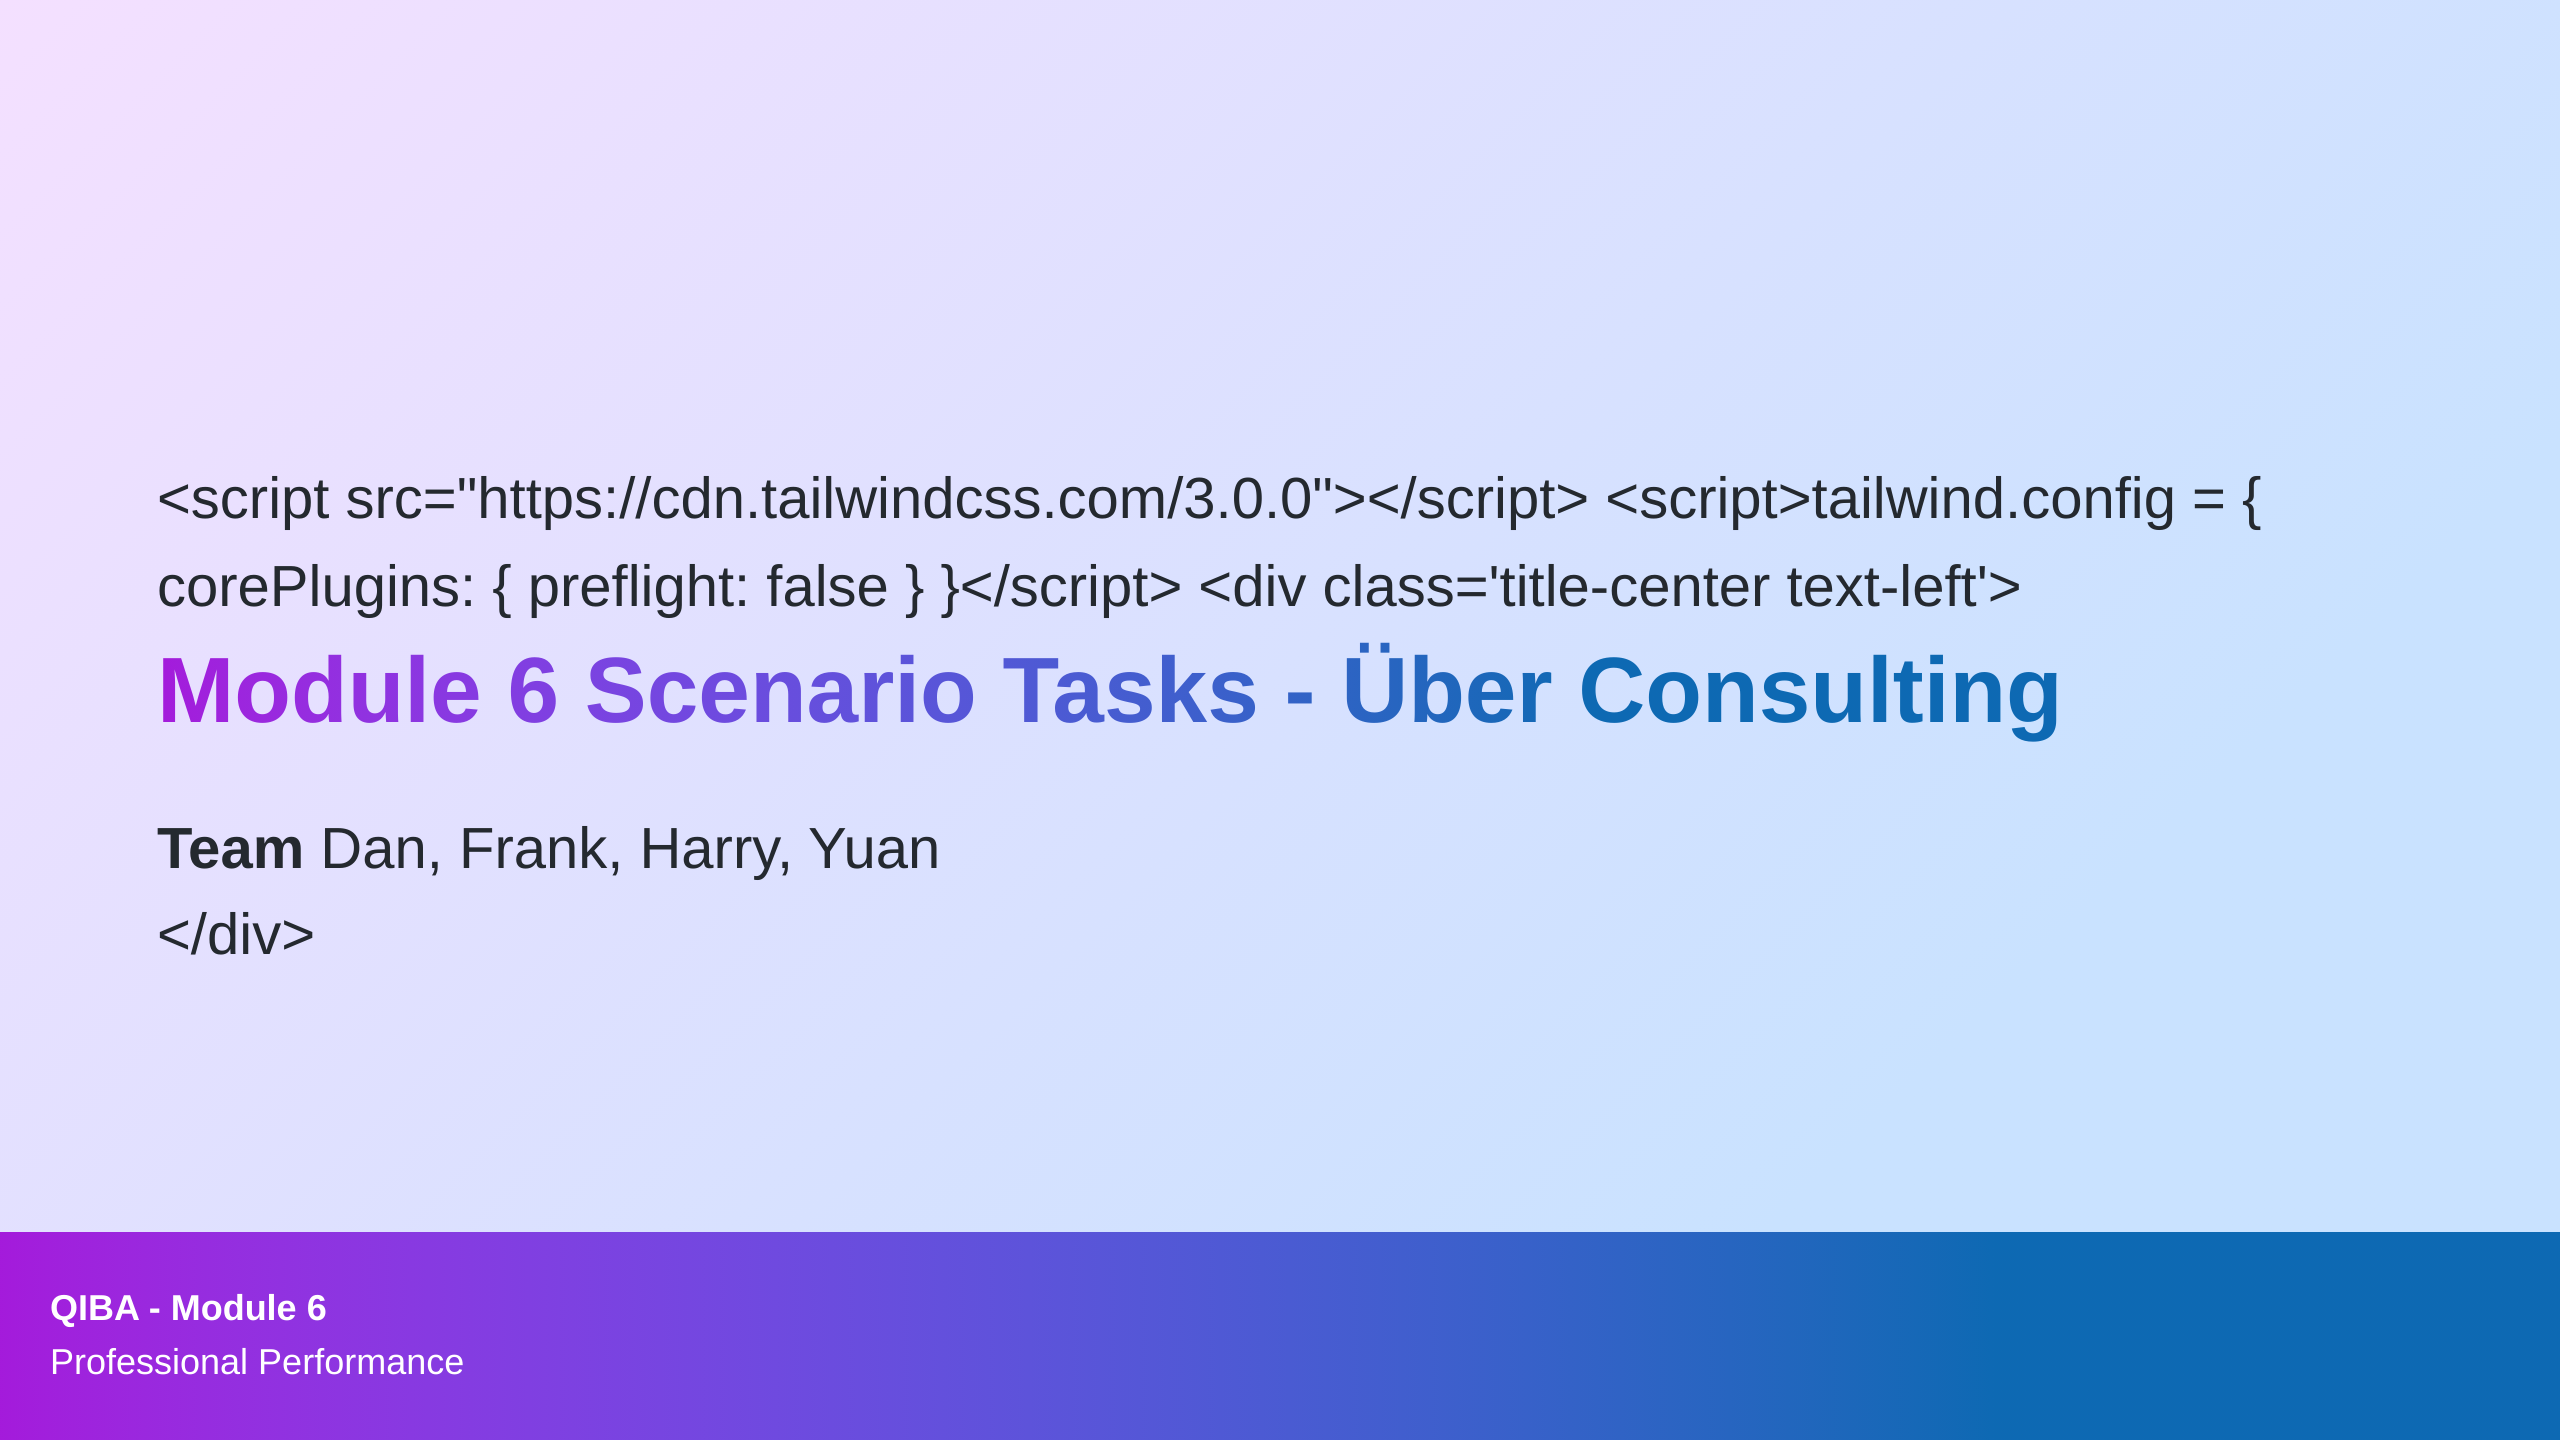 <script src="https://cdn.tailwindcss.com/3.0.0"></script> <script>tailwind.config = {
corePlugins: { preflight: false } }</script> <div class='title-center text-left'>
Module 6 Scenario Tasks - Über Consulting
Team Dan, Frank, Harry, Yuan
</div>
QIBA - Module 6
Professional Performance